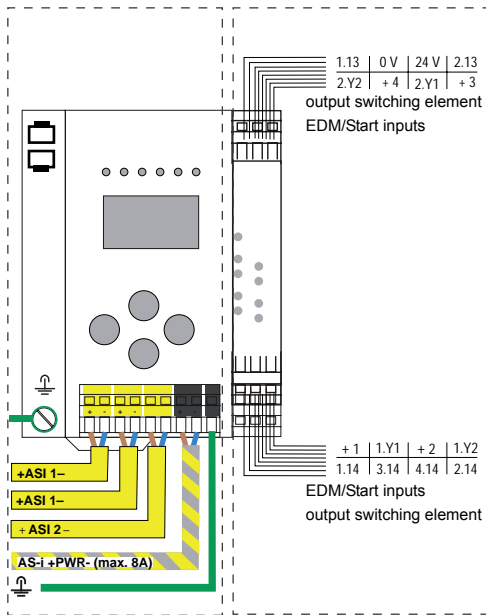 1.13 0 V 24 V 2.13
2.Y2 + 4 2.Y1 + 3
output switching element
EDM/Start inputs
+ - + - + -
+ 1 1.Y1 + 2 1.Y2
1.14 3.14 4.14 2.14
EDM/Start inputs
output switching element
+ASI 1–
+ASI 1–
+ ASI 2 –
AS-i +PWR- (max. 8A)